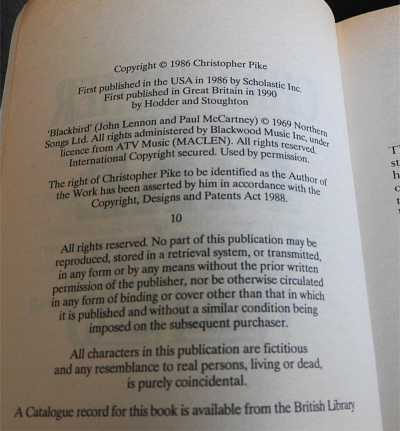 Copyright © 1986 Christopher Pike
First published in the USA in 1986 by Scholastic Inc.
First published in Great Britain in 1990
by Hodder and Stoughton
'Blackbird' (John Lennon and Paul McCartney) © 1969 Northern
Songs Ltd. All rights administered by Blackwood Music Inc, under
licence from ATV Music (MACLEN). All rights reserved.
International Copyright secured. Used by permission.
The right of Christopher Pike to be identified as the Author of
the Work has been asserted by him in accordance with the
Copyright, Designs and Patents Act 1988.
10
All rights reserved. No part of this publication may be
reproduced, stored in a retrieval system, or transmitted,
in any form or by any means without the prior written
permission of the publisher, nor be otherwise circulated
in any form of binding or cover other than that in which
it is published and without a similar condition being
imposed on the subsequent purchaser.
All characters in this publication are fictitious
and any resemblance to real persons, living or dead,
is purely coincidental.
A Catalogue record for this book is available from the British Library